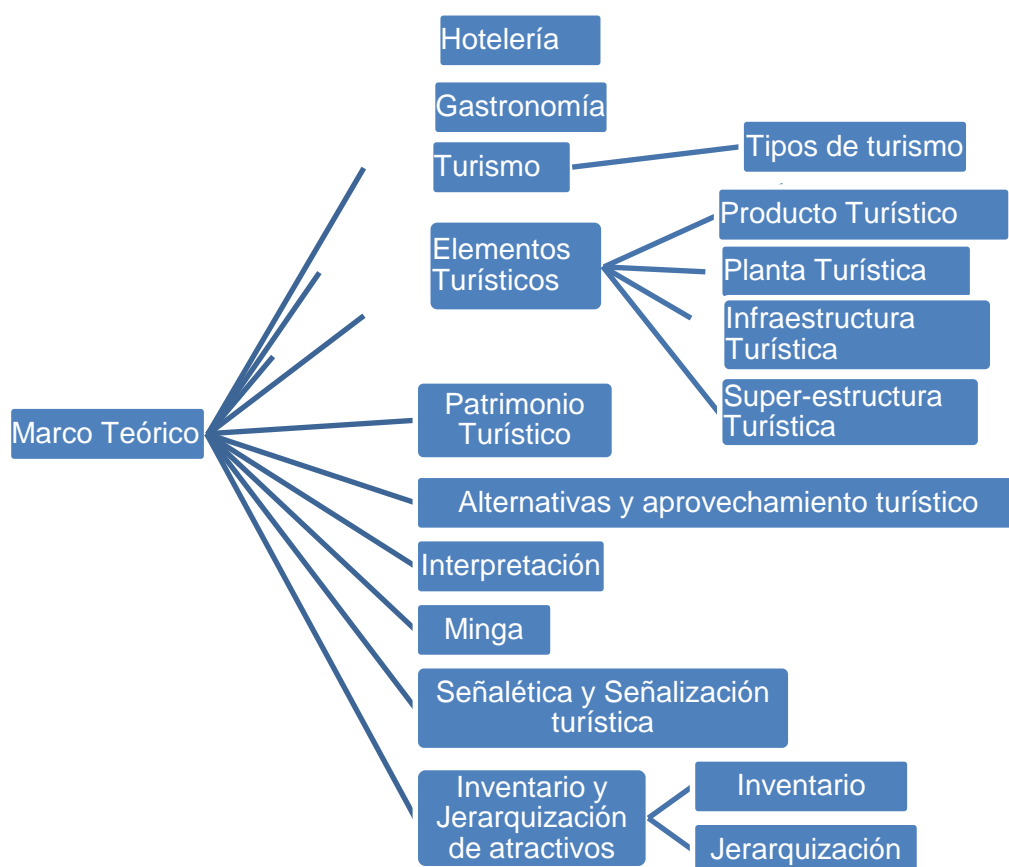 Hotelería
Gastronomía
Turismo
Tipos de turismo
Elementos
Turísticos
Producto Turístico
Planta Turística
Infraestructura
Turística
Super-estructura
Turística
Marco Teórico
Patrimonio
Turístico
Alternativas y aprovechamiento turístico
Interpretación
Minga
Señalética y Señalización
turística
Inventario y
Jerarquización
de atractivos
Inventario
Jerarquización